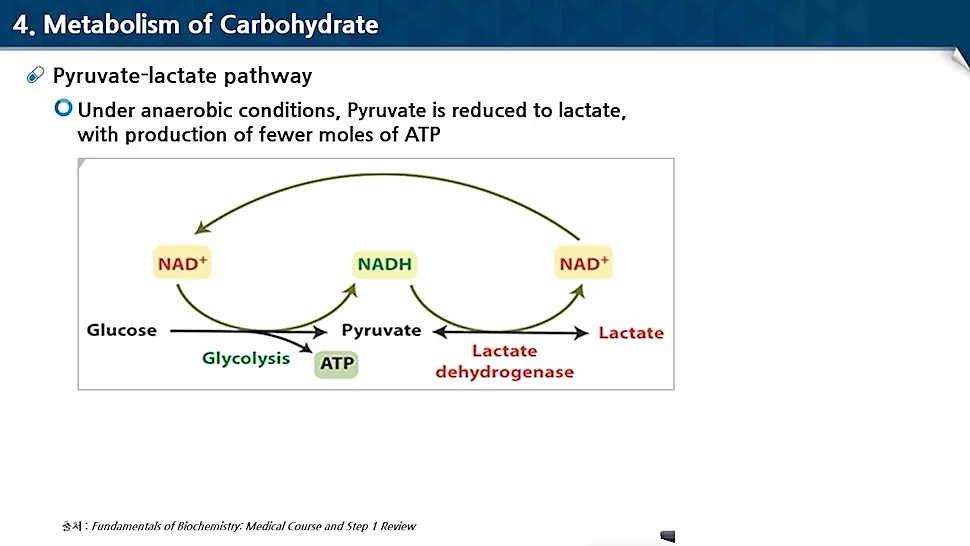 4. Metabolism of Carbohydrate
Pyruvate-lactate pathway
Under anaerobic conditions, Pyruvate is reduced to lactate,
with production of fewer moles of ATP
NAD+ NADH NAD+
Glucose Pyruvate Lactate
Glycolysis ATP Lactate
dehydrogenase
출처 : Fundamentals of Biochemistry: Medical Course and Step 1 Review